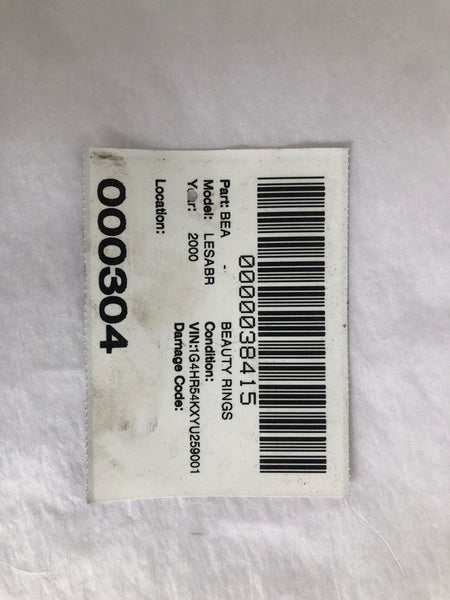 0000038415
Part: BEA - BEAUTY RINGS
Model: LESABR Condition:
Year: 2000 VIN:1G4HR54KXYU259001
Damage Code:
Location:
000304